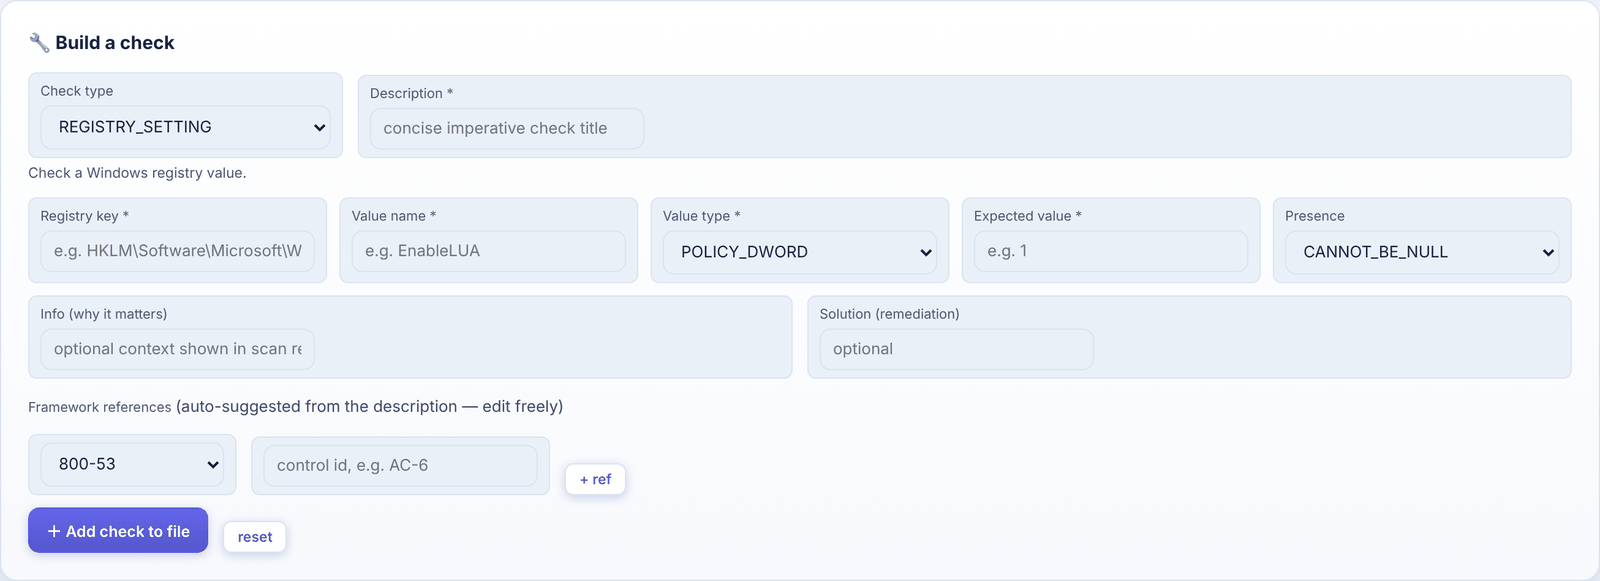 🔧 Build a check
Check type
Description *
REGISTRY_SETTING
concise imperative check title
Check a Windows registry value.
Registry key *
Value name *
Value type *
Expected value *
Presence
e.g. HKLM\Software\Microsoft\W
e.g. EnableLUA
POLICY_DWORD
e.g. 1
CANNOT_BE_NULL
Info (why it matters)
Solution (remediation)
optional context shown in scan re
optional
Framework references (auto-suggested from the description — edit freely)
800-53
control id, e.g. AC-6
+ ref
+ Add check to file
reset